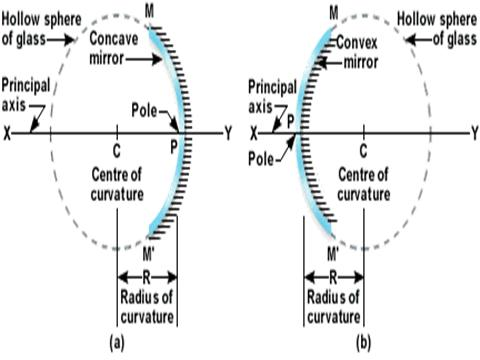 Hollow sphere
of glass
M
Concave
mirror
Principal
axis
Pole
X
Y
C
P
Centre of
curvature
M'
R
Radius of
curvature
(a)
M
Hollow sphere
of glass
Convex
mirror
Principal
axis
P
X
Y
Pole
C
Centre of
curvature
M'
R
Radius of
curvature
(b)